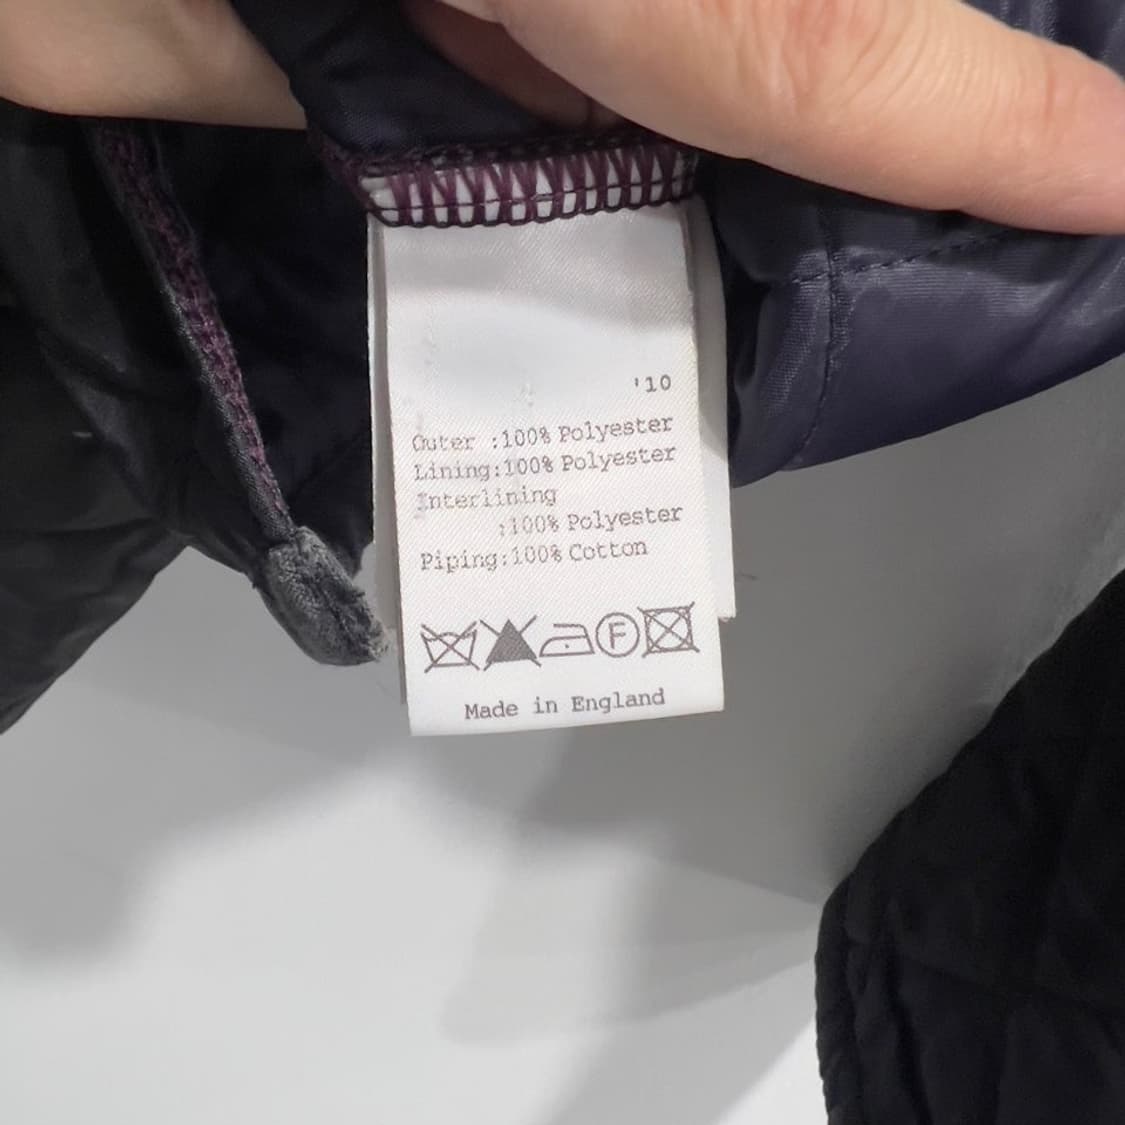 '10
Outer :100% Polyester
Lining:100% Polyester
Interlining
:100% Polyester
Piping:100% Cotton
F
Made in England